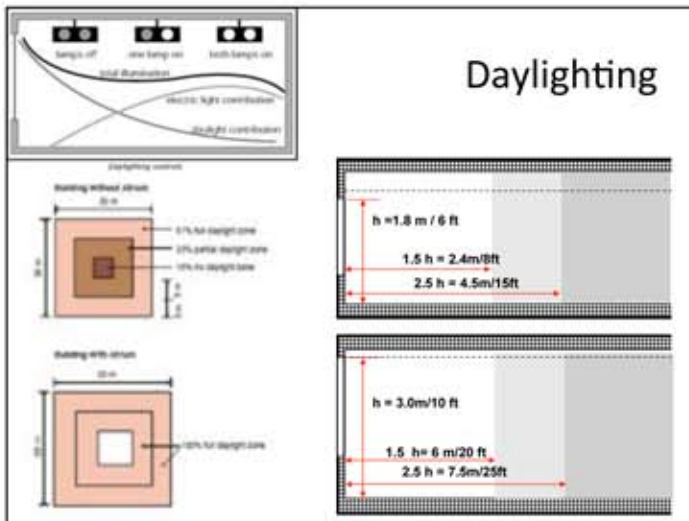 lamps off
one lamp on
both lamps on
total illumination
electric light contribution
daylight contribution
Daylighting controls
Daylighting
Building Without Atrium
full daylight zone
partial daylight zone
no daylight zone
Building With Atrium
100% full daylight zone
h =1.8 m / 6 ft
1.5 h = 2.4m/8ft
2.5 h = 4.5m/15ft
h = 3.0m/10 ft
1.5 h= 6 m/20 ft
2.5 h = 7.5m/25ft